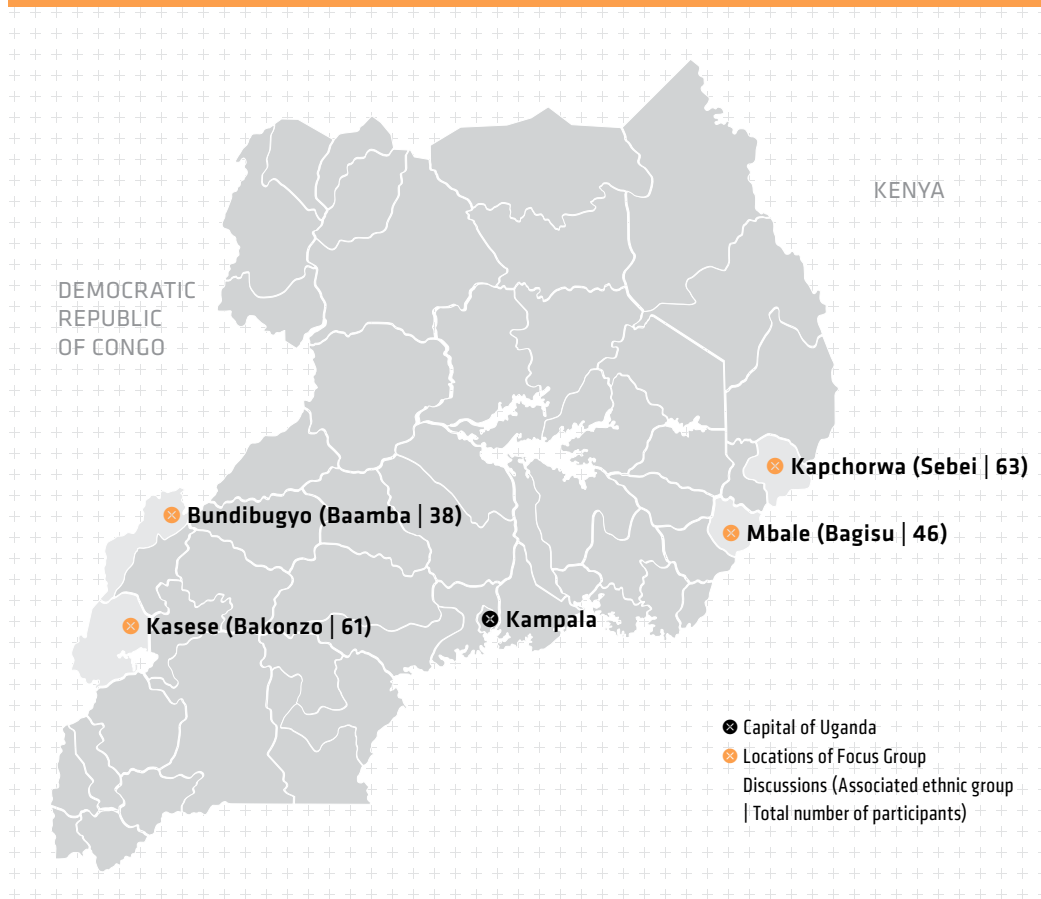 KENYA
DEMOCRATIC
REPUBLIC
OF CONGO
Kapchorwa (Sebei | 63)
Bundibugyo (Baamba | 38)
Mbale (Bagisu | 46)
Kasese (Bakonzo | 61)
Kampala
Capital of Uganda
Locations of Focus Group
Discussions (Associated ethnic group
| Total number of participants)